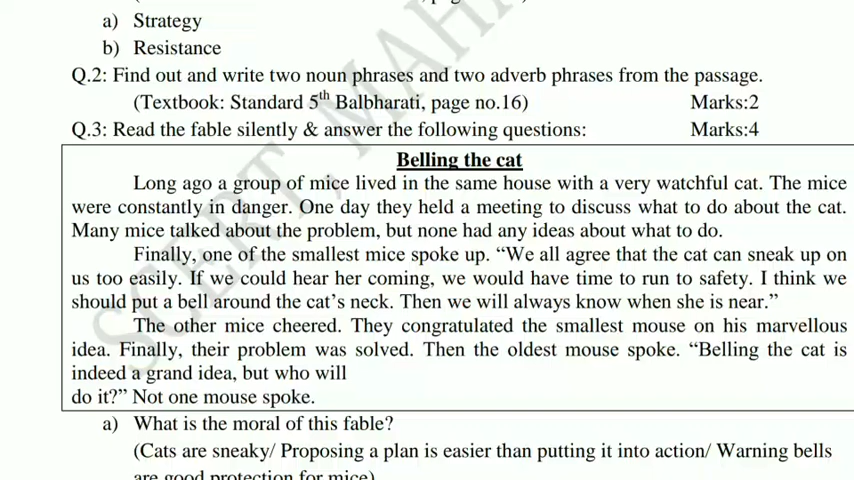 a) Strategy
b) Resistance
Q.2: Find out and write two noun phrases and two adverb phrases from the passage.
(Textbook: Standard 5th Balbharati, page no.16) Marks:2
Q.3: Read the fable silently & answer the following questions: Marks:4
Belling the cat
Long ago a group of mice lived in the same house with a very watchful cat. The mice
were constantly in danger. One day they held a meeting to discuss what to do about the cat.
Many mice talked about the problem, but none had any ideas about what to do.
Finally, one of the smallest mice spoke up. “We all agree that the cat can sneak up on
us too easily. If we could hear her coming, we would have time to run to safety. I think we
should put a bell around the cat’s neck. Then we will always know when she is near.”
The other mice cheered. They congratulated the smallest mouse on his marvellous
idea. Finally, their problem was solved. Then the oldest mouse spoke. “Belling the cat is
indeed a grand idea, but who will
do it?” Not one mouse spoke.
a) What is the moral of this fable?
(Cats are sneaky/ Proposing a plan is easier than putting it into action/ Warning bells
are good protection for mice)
SCERT, MAH